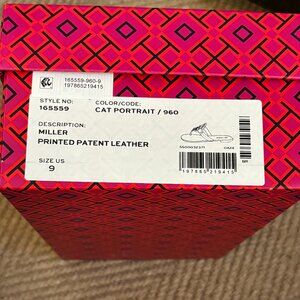 165559-960-9
197865219415
STYLE NO: COLOR/CODE:
165559 CAT PORTRAIT / 960
DESCRIPTION:
MILLER
PRINTED PATENT LEATHER
SIZE US
9
197865219415